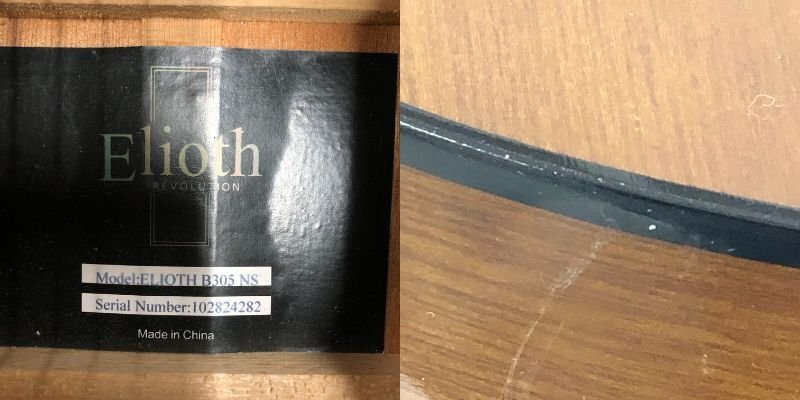 Elioth
REVOLUTION
Model:ELIOTH B305 NS
Serial Number:102824282
Made in China